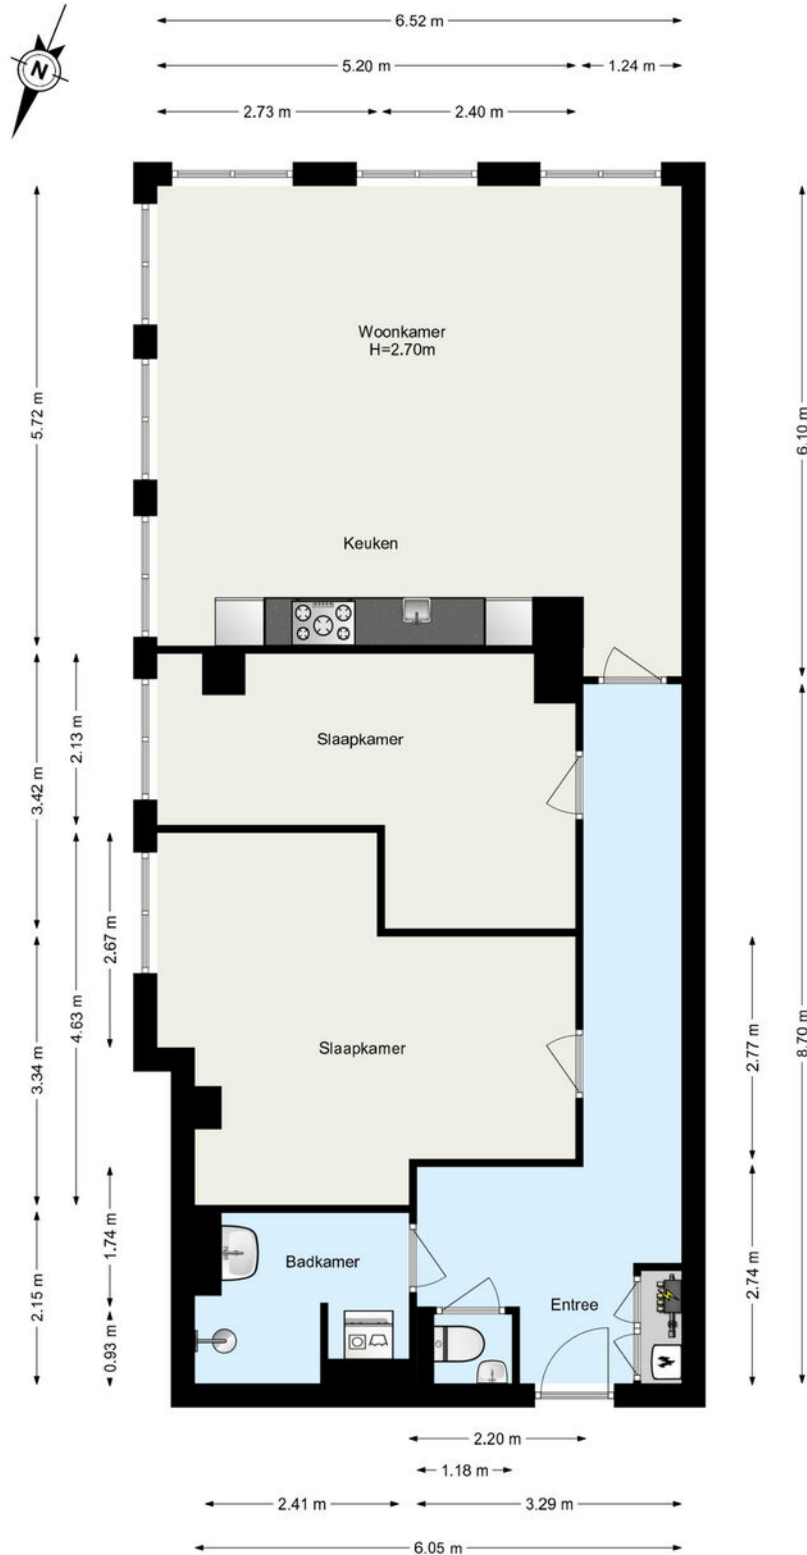 6.52 m
5.20 m
1.24 m
2.73 m
2.40 m
N
Woonkamer
H=2.70m
5.72 m
6.10 m
Keuken
Slaapkamer
2.13 m
3.42 m
2.67 m
4.63 m
3.34 m
Slaapkamer
2.77 m
8.70 m
1.74 m
Badkamer
2.15 m
0.93 m
Entree
2.74 m
2.20 m
1.18 m
2.41 m
3.29 m
6.05 m